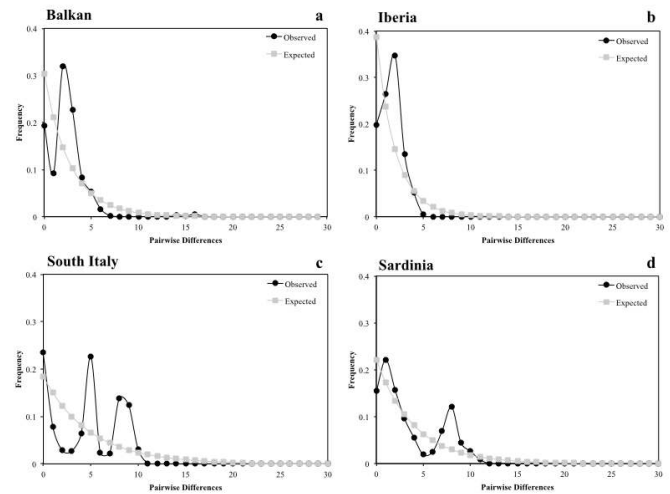 Balkan
a
0.4
0.3
0.2
0.1
0
Frequency
Observed
Expected
0 5 10 15 20 25 30
Pairwise Differences
Iberia
b
0.4
0.3
0.2
0.1
0
Frequency
Observed
Expected
0 5 10 15 20 25 30
Pairwise Differences
South Italy
c
0.4
0.3
0.2
0.1
0
Frequency
Observed
Expected
0 5 10 15 20 25 30
Pairwise Differences
Sardinia
d
0.4
0.3
0.2
0.1
0
Frequency
Observed
Expected
0 5 10 15 20 25 30
Pairwise Differences